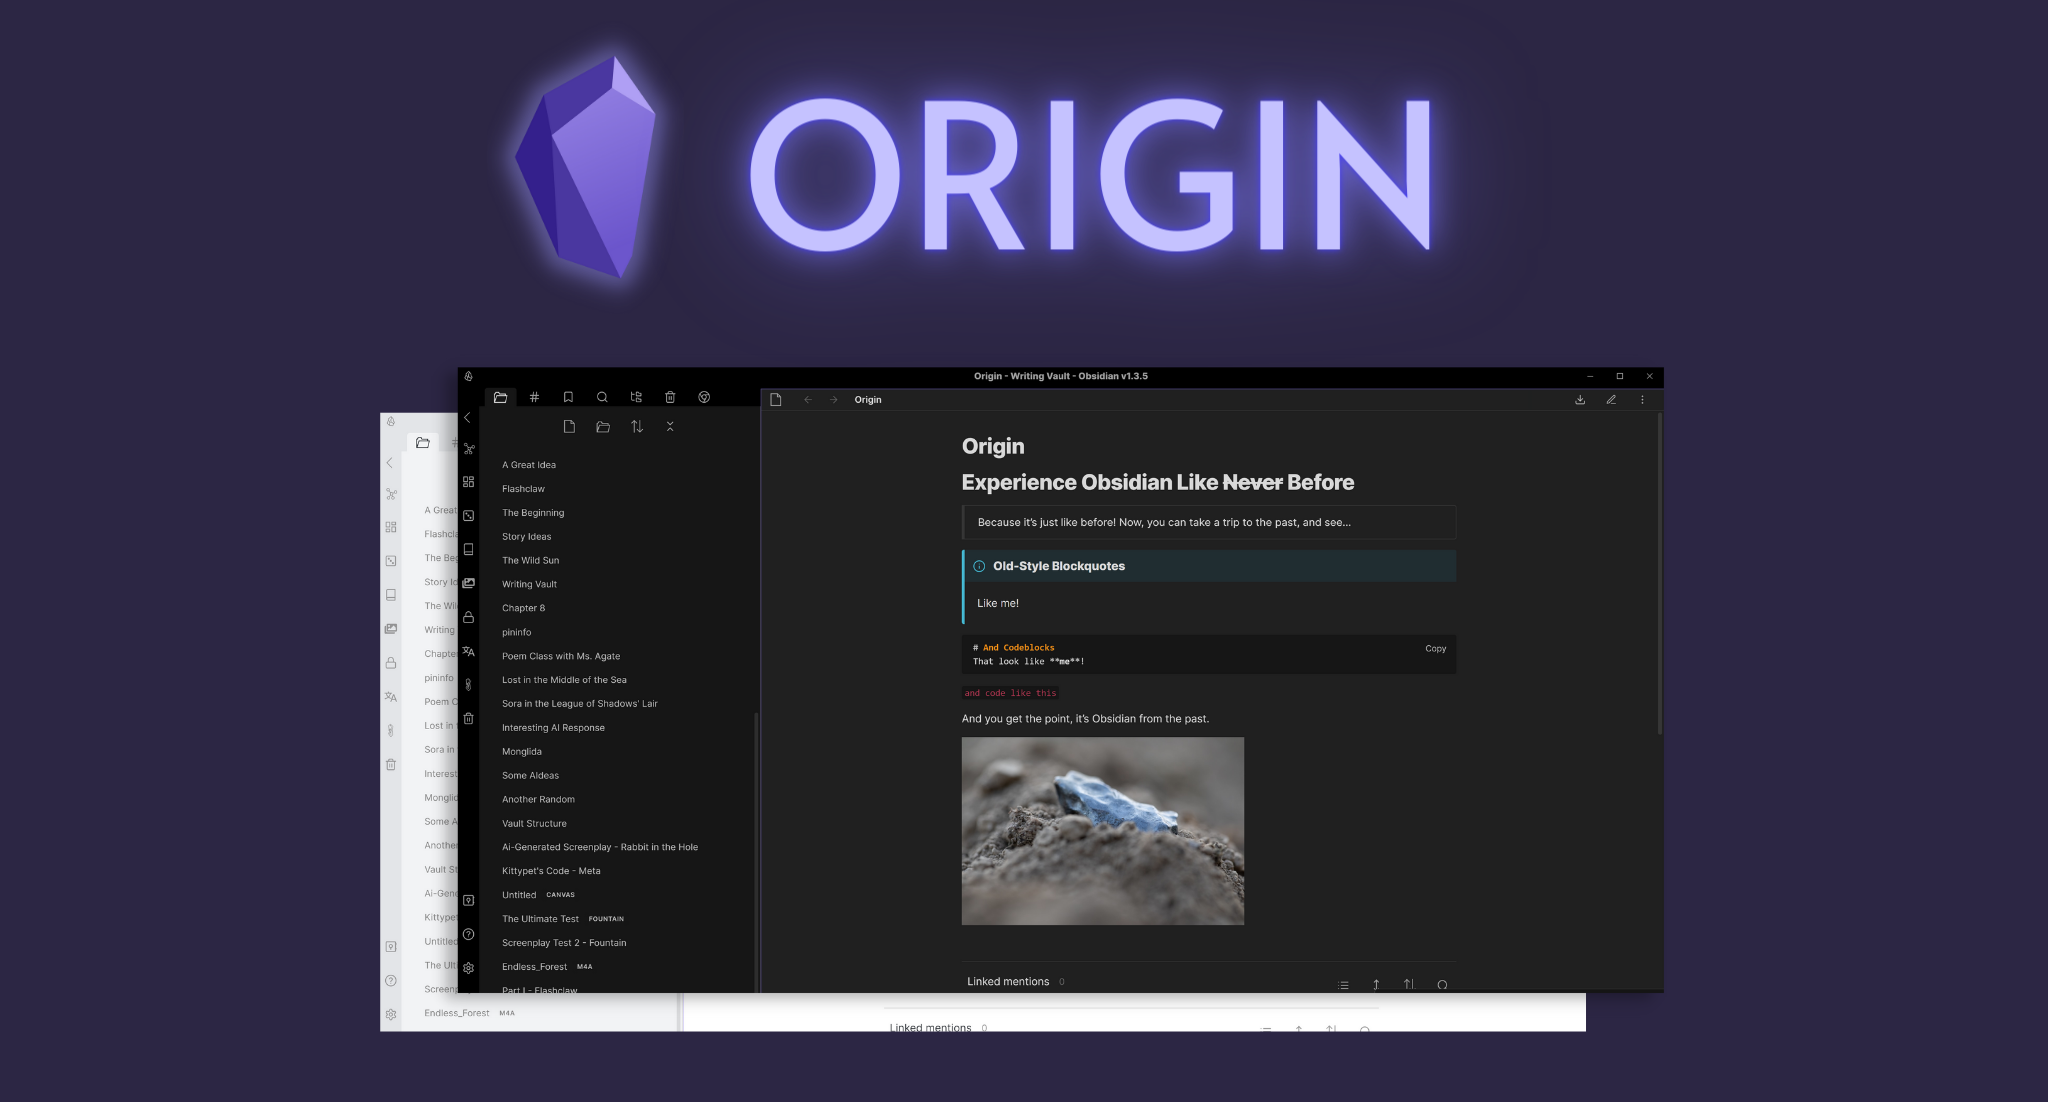 ORIGIN
Origin - Writing Vault - Obsidian v1.3.5
Origin
A Great Idea
Flashclaw
The Beginning
Story Ideas
The Wild Sun
Writing Vault
Chapter 8
pininfo
Poem Class with Ms. Agate
Lost in the Middle of the Sea
Sora in the League of Shadows' Lair
Interesting AI Response
Monglida
Some AIdeas
Another Random
Vault Structure
Ai-Generated Screenplay - Rabbit in the Hole
Kittypet's Code - Meta
Untitled CANVAS
The Ultimate Test FOUNTAIN
Screenplay Test 2 - Fountain
Endless_Forest M4A
Part I - Flashclaw
Origin
Experience Obsidian Like Never Before
Because it's just like before! Now, you can take a trip to the past, and see...
Old-Style Blockquotes
Like me!
# And Codeblocks
Copy
That look like **me**!
and code like this
And you get the point, it's Obsidian from the past.
Linked mentions 0
A Great
Flashcla
The Beg
Story Id
The Wil
Writing
Chapter
pininfo
Poem C
Lost in t
Sora in
Interest
Monglid
Some A
Another
Vault St
Ai-Gene
Kittypet
Untitled
The Ulti
Screenp
Endless_Forest M4A
Linked mentions 0